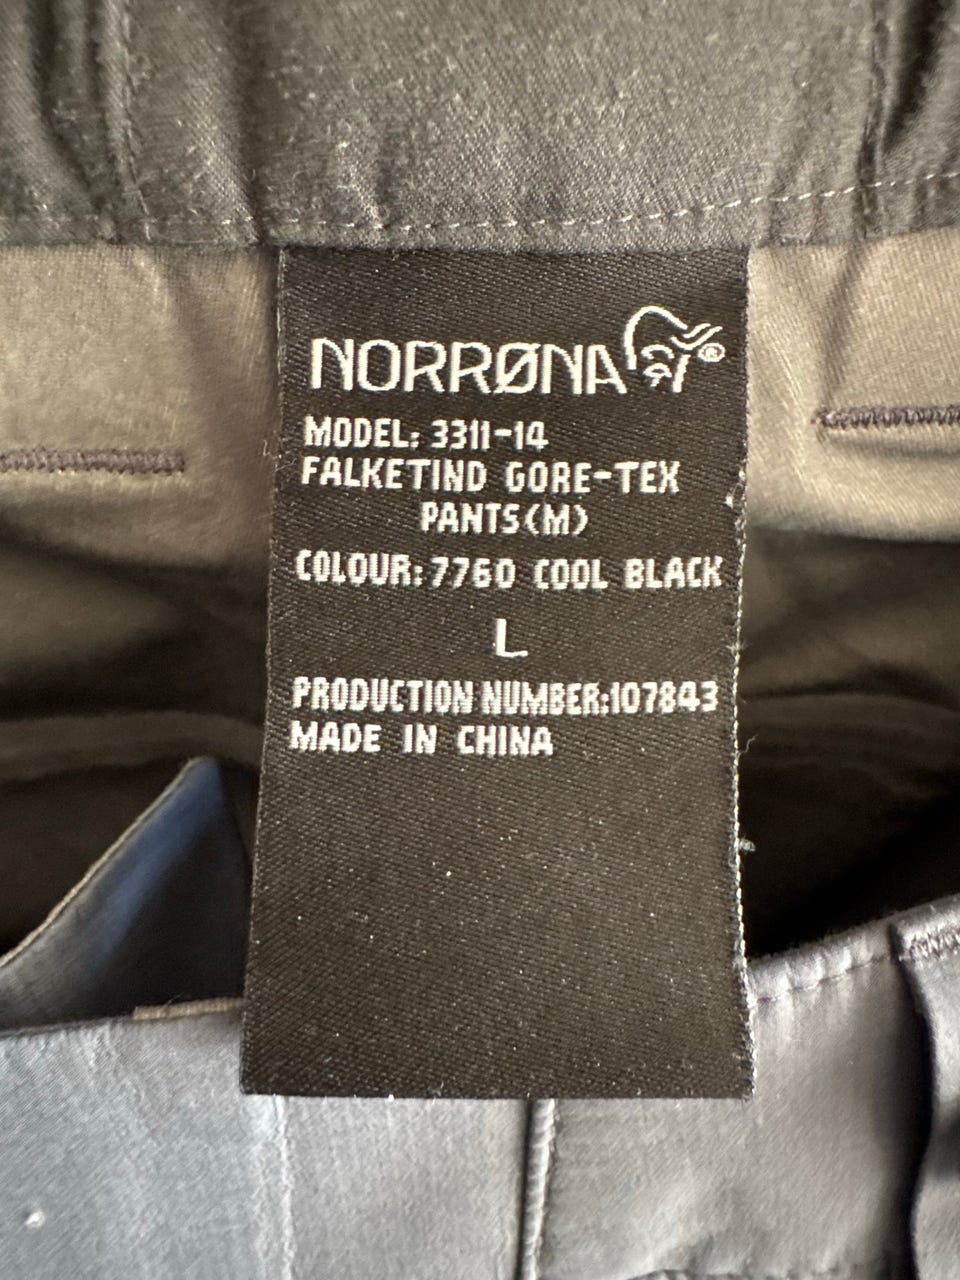 NORRØNA®
MODEL: 3311-14
FALKETIND GORE-TEX
PANTS(M)
COLOUR: 7760 COOL BLACK
L
PRODUCTION NUMBER:107843
MADE IN CHINA